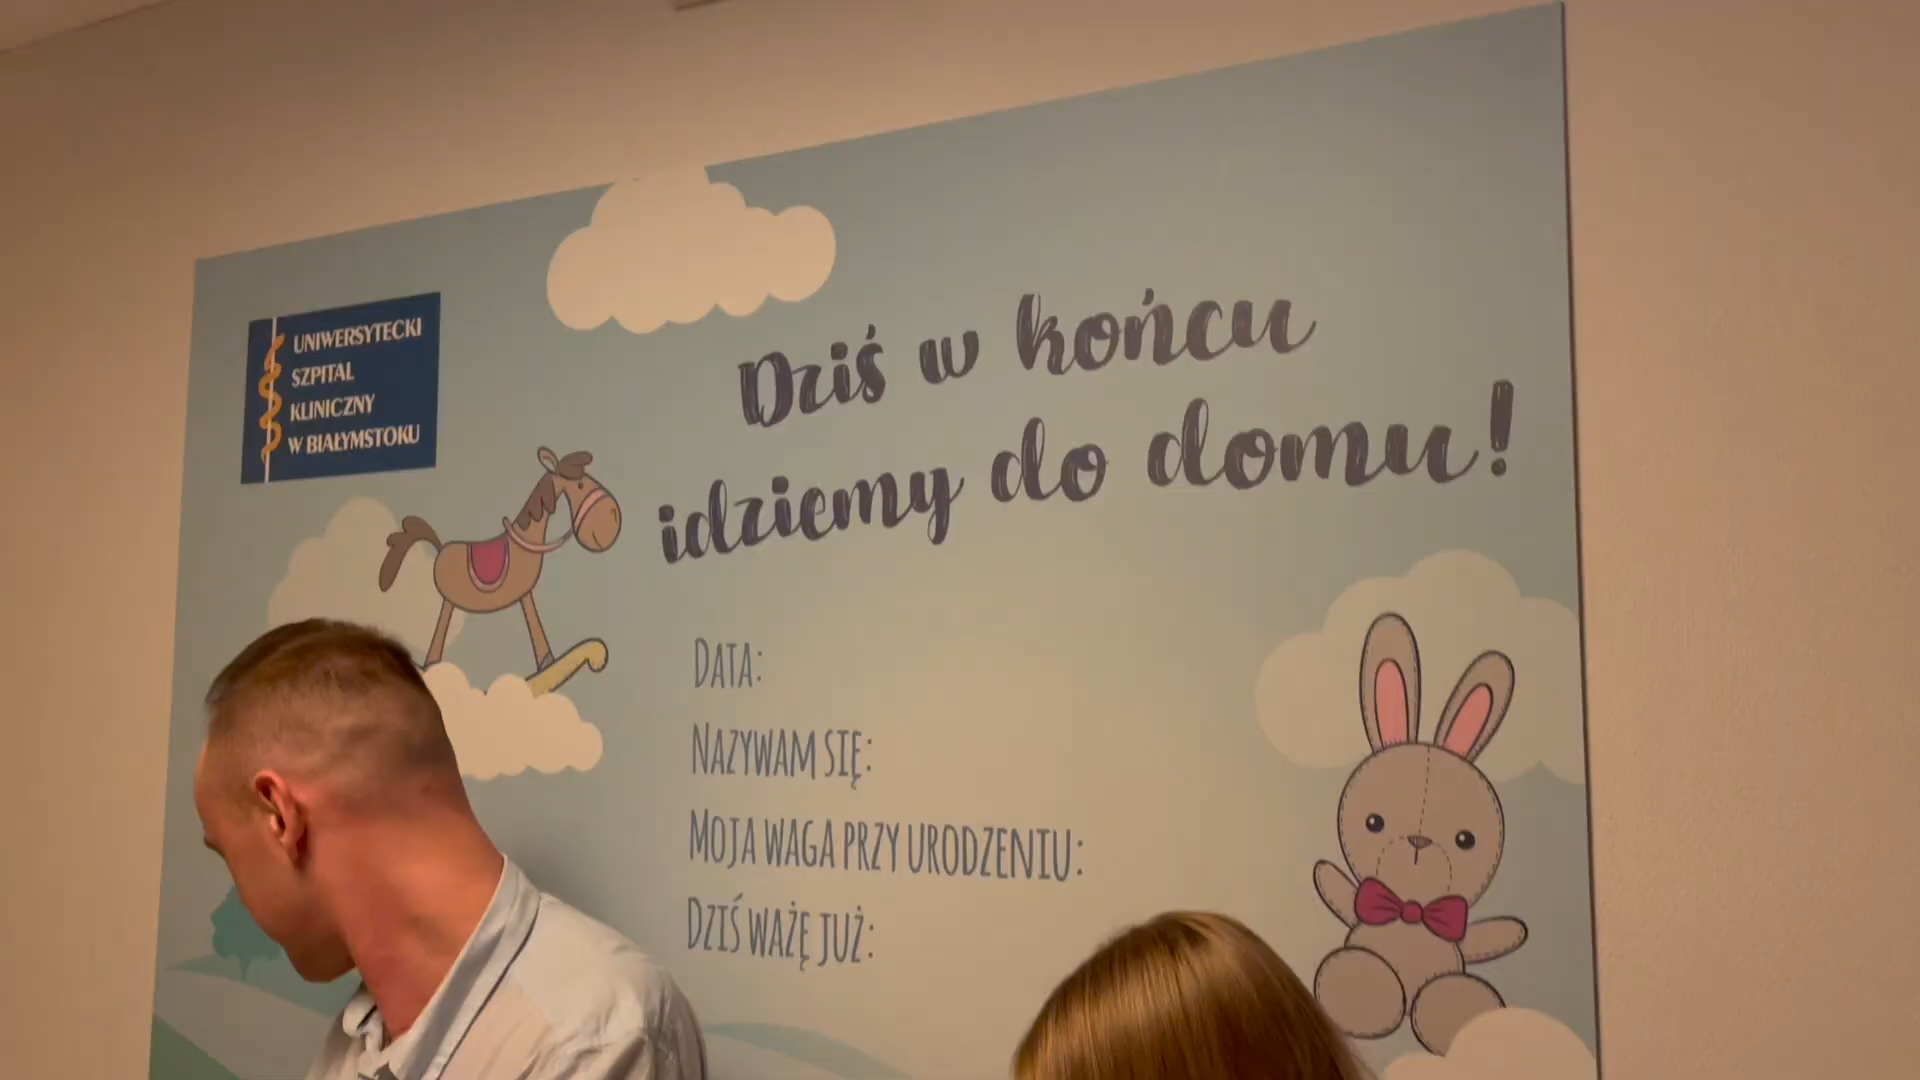 UNIWERSYTECKI
SZPITAL
KLINICZNY
W BIAŁYMSTOKU
Dziś w końcu
idziemy do domu!
DATA:
NAZYWAM SIĘ:
MOJA WAGA PRZY URODZENIU:
DZIŚ WAŻĘ JUŻ: